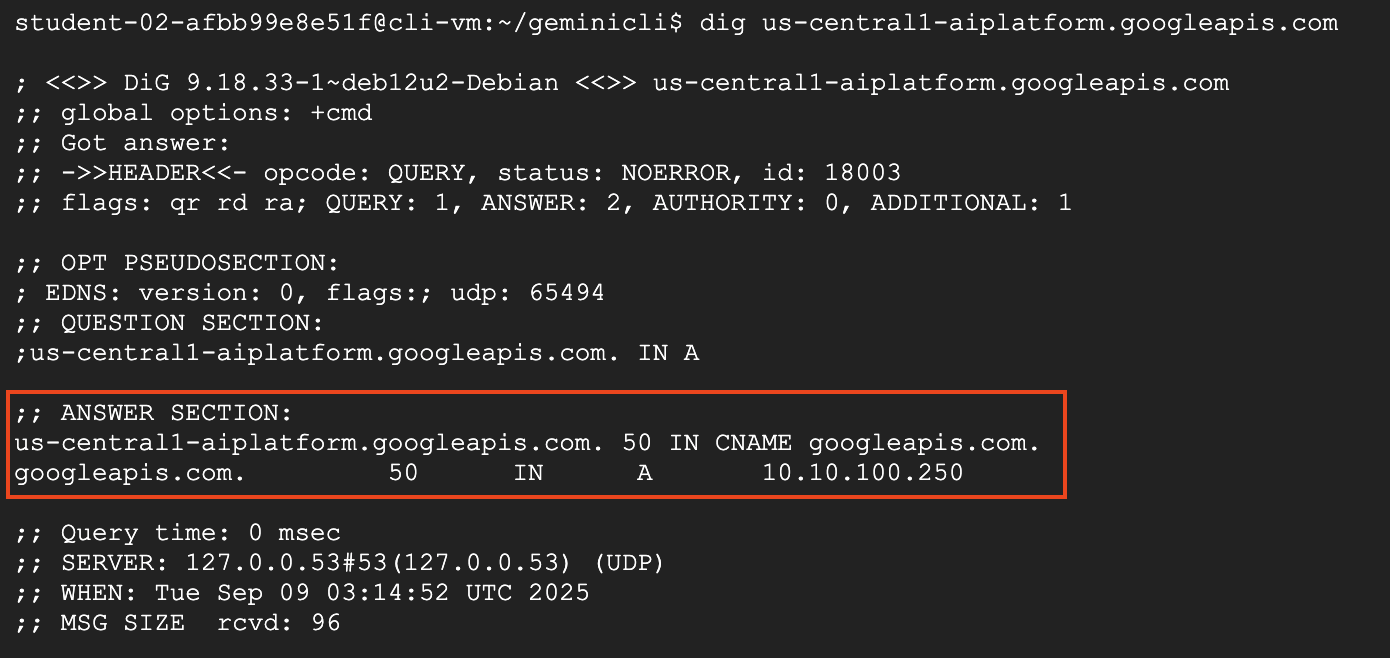 student-02-afbb99e8e51f@cli-vm:~/geminicli$ dig us-central1-aiplatform.googleapis.com
; <<>> DiG 9.18.33-1~deb12u2-Debian <<>> us-central1-aiplatform.googleapis.com
;; global options: +cmd
;; Got answer:
;; ->>HEADER<<- opcode: QUERY, status: NOERROR, id: 18003
;; flags: qr rd ra; QUERY: 1, ANSWER: 2, AUTHORITY: 0, ADDITIONAL: 1
;; OPT PSEUDOSECTION:
; EDNS: version: 0, flags:; udp: 65494
;; QUESTION SECTION:
;us-central1-aiplatform.googleapis.com. IN A
;; ANSWER SECTION:
us-central1-aiplatform.googleapis.com. 50 IN CNAME googleapis.com.
googleapis.com. 50 IN A 10.10.100.250
;; Query time: 0 msec
;; SERVER: 127.0.0.53#53(127.0.0.53) (UDP)
;; WHEN: Tue Sep 09 03:14:52 UTC 2025
;; MSG SIZE  rcvd: 96